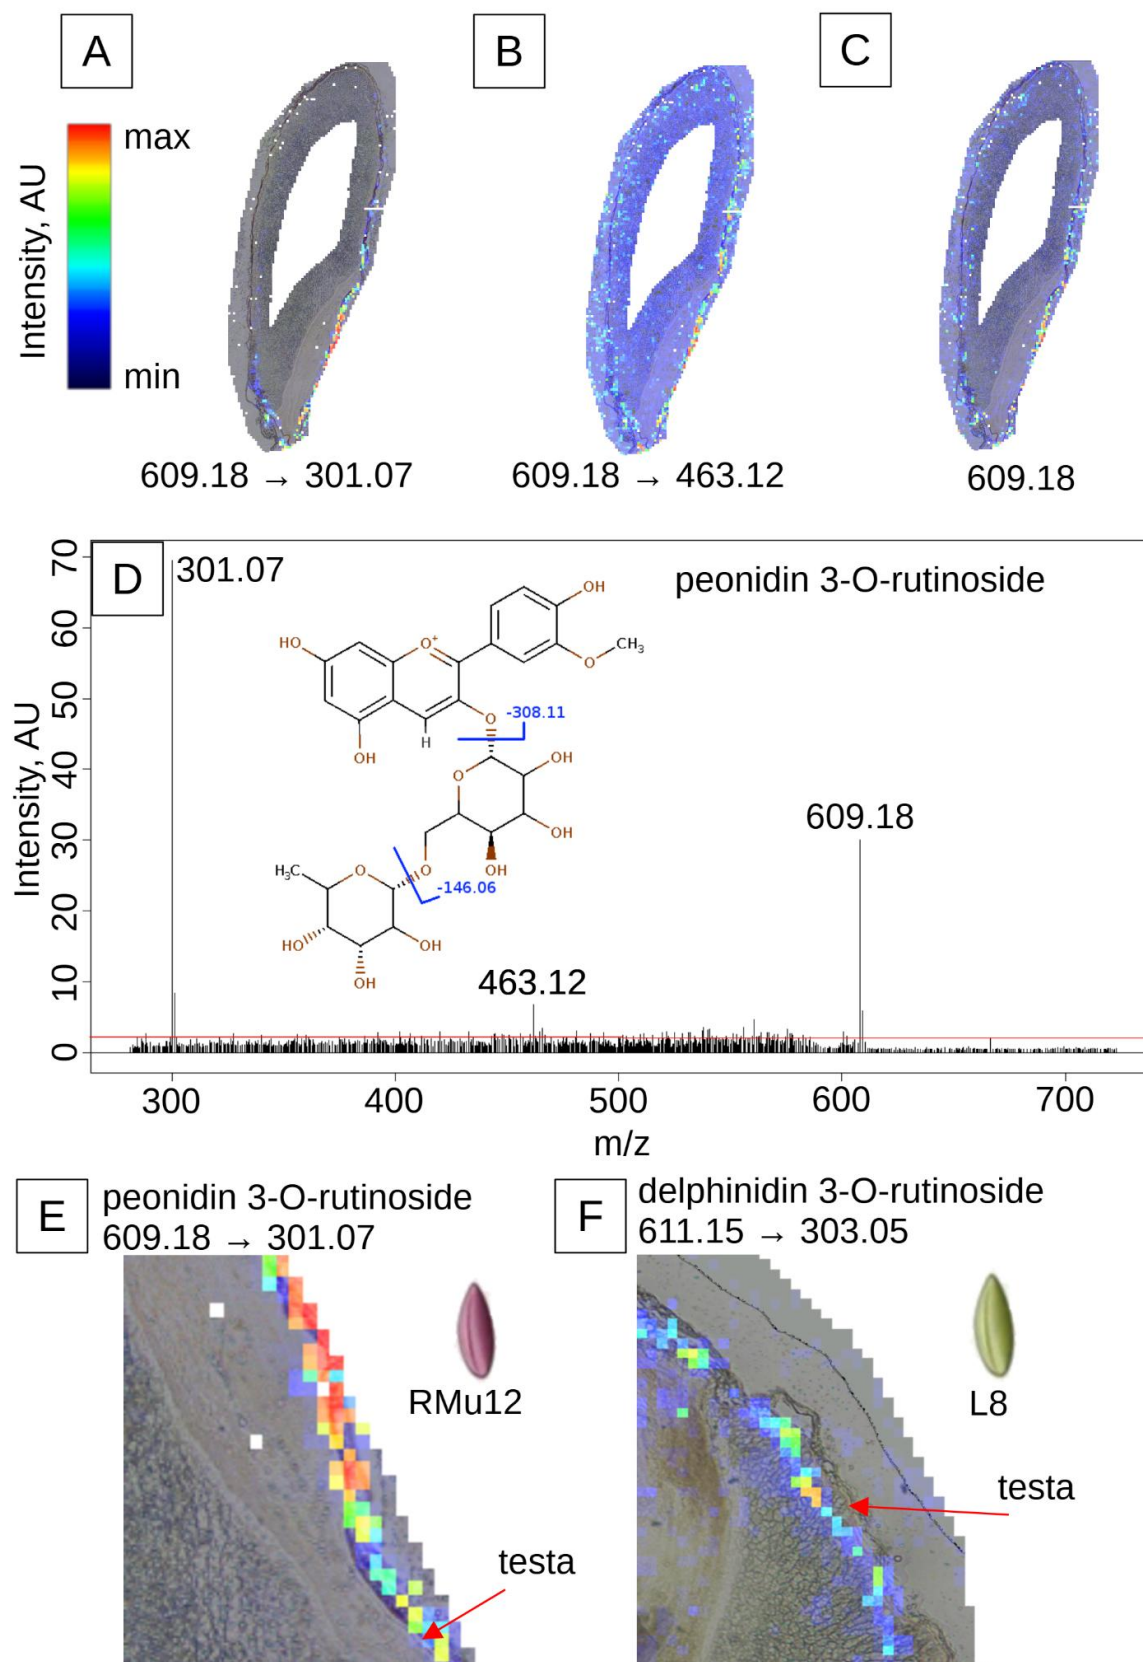 A
B
C
max
Intensity, AU
min
609.18 → 301.07
609.18 → 463.12
609.18
D
301.07
peonidin 3-O-rutinoside
70
60
50
40
30
20
10
0
Intensity, AU
OH
HO
O⁺
O
CH₃
OH
H
O
-308.11
O
OH
OH
OH
H₃C
O
O
-146.06
HO
OH
OH
609.18
463.12
300
400
500
600
700
m/z
E
peonidin 3-O-rutinoside
609.18 → 301.07
RMu12
testa
F
delphinidin 3-O-rutinoside
611.15 → 303.05
L8
testa